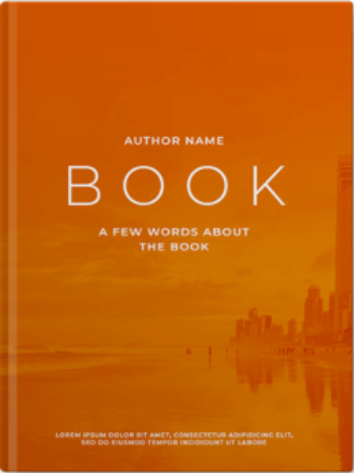 AUTHOR NAME
BOOK
A FEW WORDS ABOUT
THE BOOK
LOREM IPSUM DOLOR SIT AMET, CONSECTETUR ADIPISICING ELIT,
SED DO EIUSMOD TEMPOR INCIDIDUNT UT LABORE